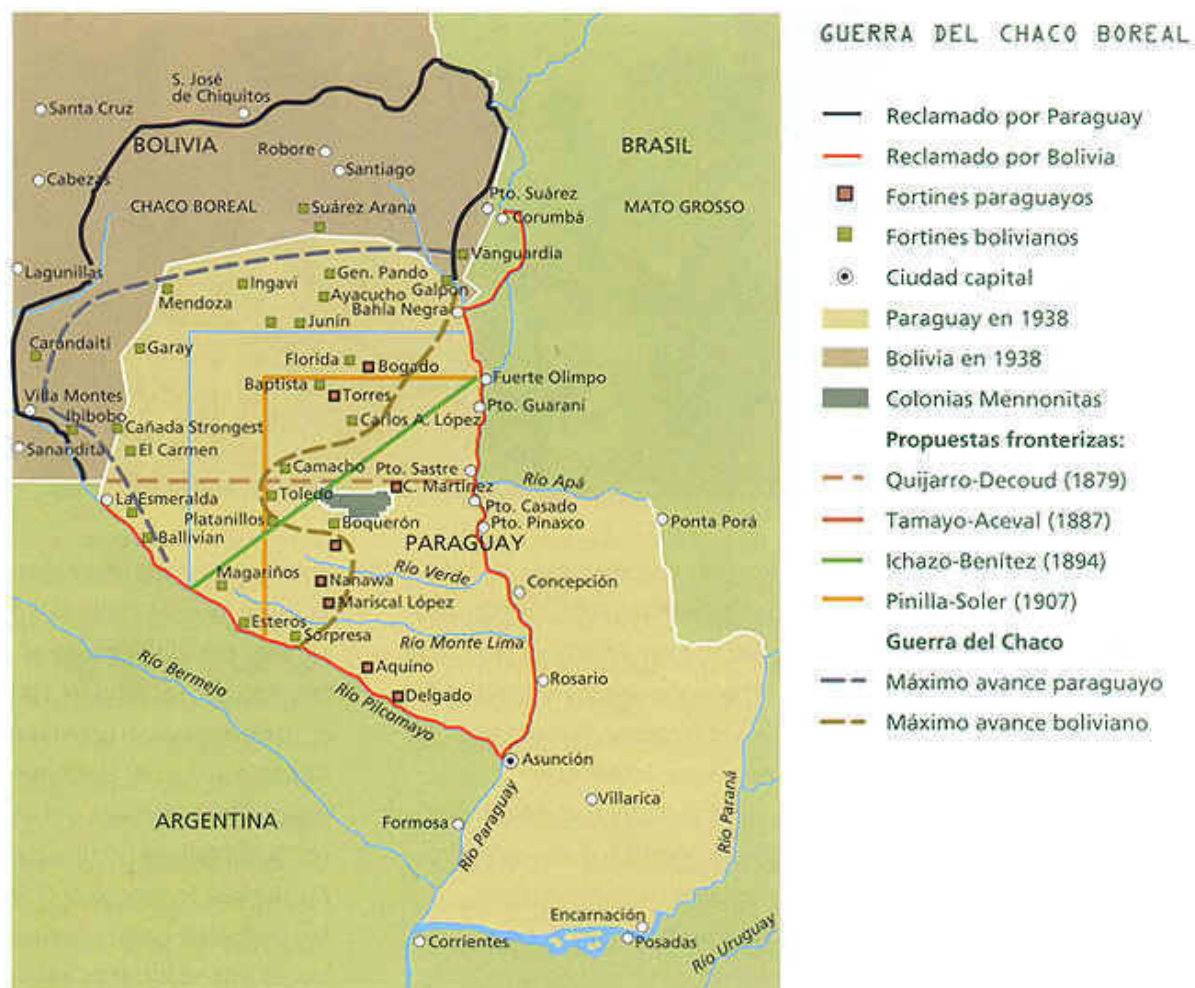 GUERRA DEL CHACO BOREAL
Reclamado por Paraguay
Reclamado por Bolivia
Fortines paraguayos
Fortines bolivianos
Ciudad capital
Paraguay en 1938
Bolivia en 1938
Colonias Mennonitas
Propuestas fronterizas:
Quijarro-Decoud (1879)
Tamayo-Aceval (1887)
Ichazo-Benítez (1894)
Pinilla-Soler (1907)
Guerra del Chaco
Máximo avance paraguayo
Máximo avance boliviano
S. José
de Chiquitos
Santa Cruz
BOLIVIA
Robore
BRASIL
Santiago
Cabezas
Pto. Suárez
CHACO BOREAL
Suárez Arana
MATO GROSSO
Corumbá
Vanguardia
Lagunillas
Gen. Pando
Ingavi
Galpón
Mendoza
Ayacucho
Bahía Negra
Junín
Carandaiti
Garay
Florida
Bogado
Baptista
Fuerte Olimpo
Villa Montes
Torres
Pto. Guaraní
Ibibobo
Carlos A. López
Cañada Strongest
Sanandita
El Carmen
Camacho
Pto. Sastre
Río Apá
La Esmeralda
Toledo
C. Martínez
Pto. Casado
Platanillos
Boquerón
Pto. Pinasco
Ponta Porá
Ballivian
PARAGUAY
Río Verde
Magariños
Nanawa
Concepción
Mariscal López
Esteros
Sorpresa
Río Monte Lima
Río Bermejo
Aquino
Rosario
Río Pilcomayo
Delgado
Asunción
Villarica
ARGENTINA
Formosa
Río Paraguay
Río Paraná
Encarnación
Corrientes
Posadas
Río Uruguay